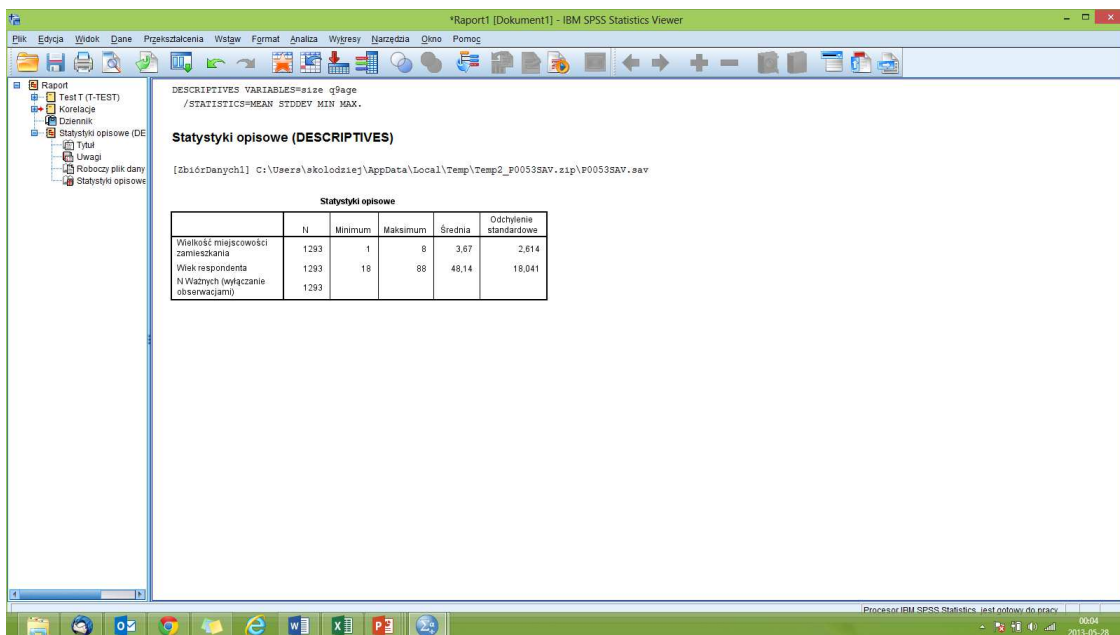 *Raport1 [Dokument1] - IBM SPSS Statistics Viewer
Plik Edycja Widok Dane Przekształcenia Wstaw Format Analiza Wykresy Narzędzia Okno Pomoc
Raport
Test T (T-TEST)
Korelacje
Dziennik
Statystyki opisowe (DE
Tytuł
Uwagi
Roboczy plik dany
Statystyki opisowe
DESCRIPTIVES VARIABLES=size q9age
/STATISTICS=MEAN STDDEV MIN MAX.
Statystyki opisowe (DESCRIPTIVES)
[ZbiórDanych1] C:\Users\skolodziej\AppData\Local\Temp\Temp2_P0053SAV.zip\P0053SAV.sav
Statystyki opisowe
N Minimum Maksimum Średnia Odchylenie standardowe
Wielkość miejscowości zamieszkania 1293 1 8 3,67 2,614
Wiek respondenta 1293 18 88 48,14 18,041
N Ważnych (wyłączanie obserwacjami) 1293
Procesor IBM SPSS Statistics jest gotowy do pracy
00:04
2013-05-28